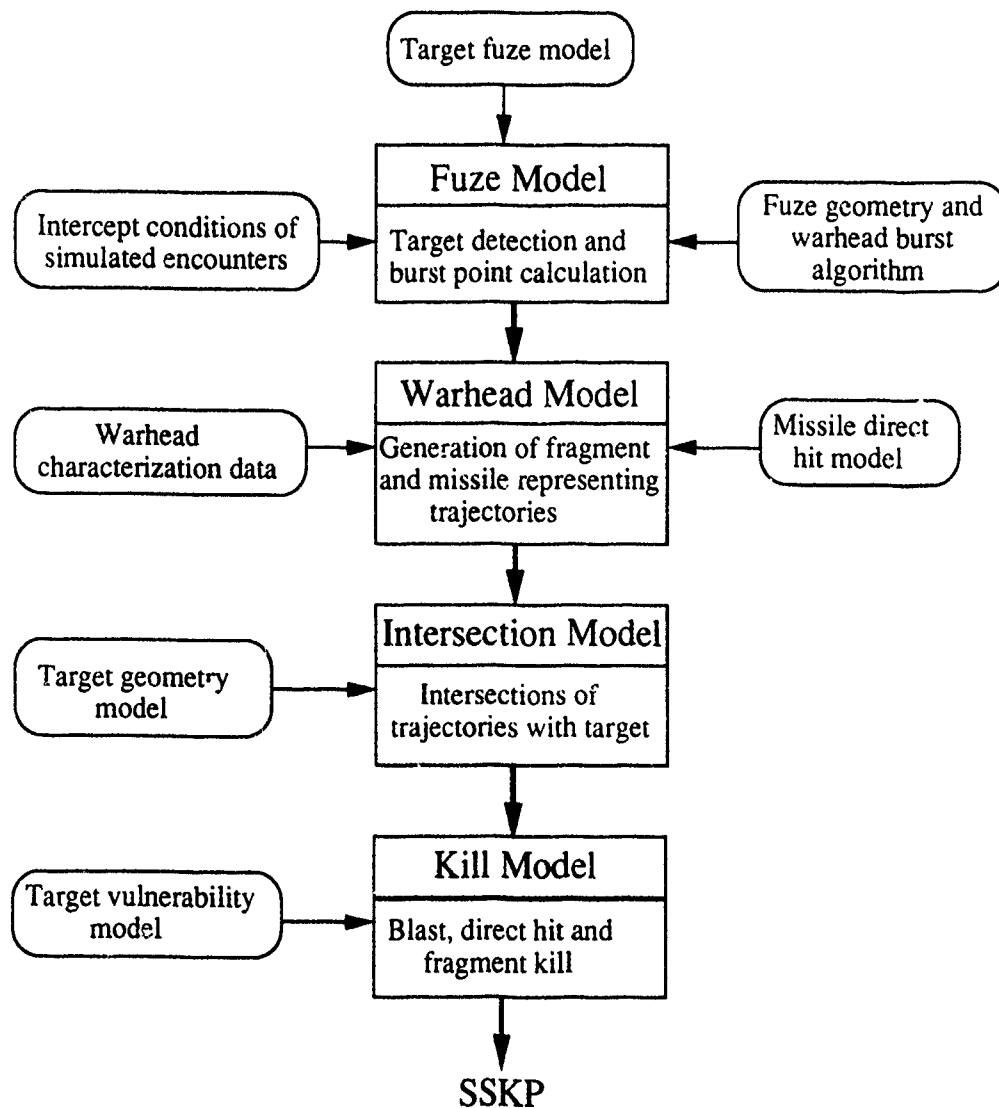 Target fuze model
Fuze Model
Intercept conditions of
simulated encounters
Target detection and
burst point calculation
Fuze geometry and
warhead burst
algorithm
Warhead Model
Warhead
characterization data
Generation of fragment
and missile representing
trajectories
Missile direct
hit model
Intersection Model
Target geometry
model
Intersections of
trajectories with target
Kill Model
Target vulnerability
model
Blast, direct hit and
fragment kill
SSKP